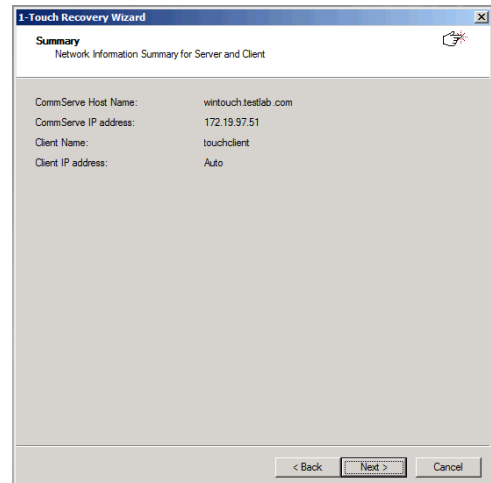 1-Touch Recovery Wizard
Summary
Network Information Summary for Server and Client
CommServe Host Name: wintouch.testlab.com
CommServe IP address: 172.19.97.51
Client Name: touchclient
Client IP address: Auto
< Back Next > Cancel